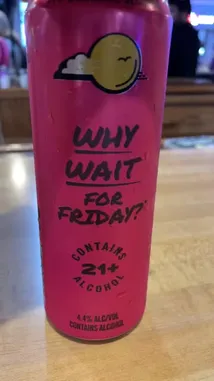 WHY
WAIT
FOR
FRIDAY?
CONTAINS
21+
ALCOHOL
4.4% ALC/VOL
CONTAINS ALCOHOL